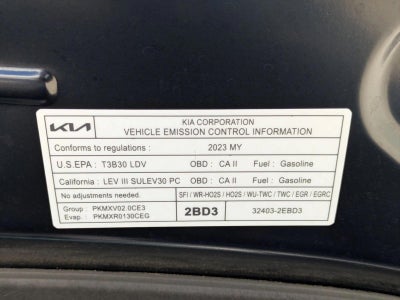 KIA
KIA CORPORATION
VEHICLE EMISSION CONTROL INFORMATION
Conforms to regulations : 2023 MY
U.S.EPA : T3B30 LDV OBD : CA II Fuel : Gasoline
California : LEV III SULEV30 PC OBD : CA II Fuel : Gasoline
No adjustments needed. SFI / WR-HO2S / HO2S / WU-TWC / TWC / EGR / EGRC
Group : PKMXV02.0CE3
Evap. : PKMXR0130CEG
2BD3
32403-2EBD3